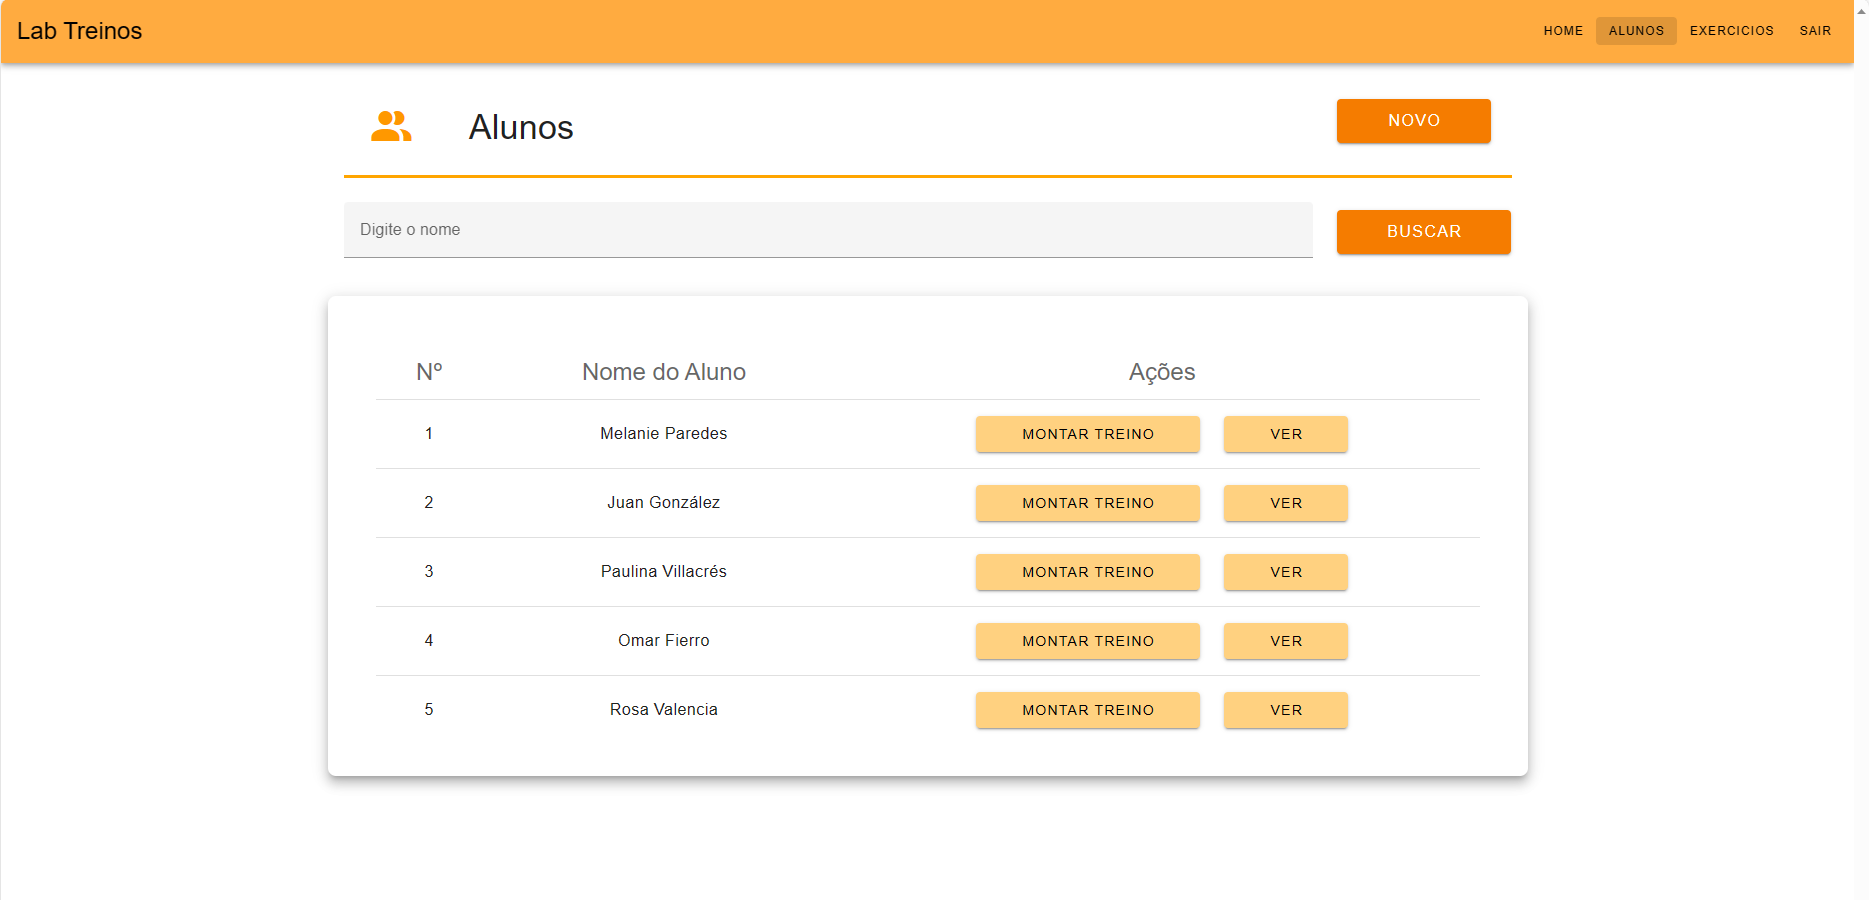 Lab Treinos HOME ALUNOS EXERCICIOS SAIR
Alunos NOVO
Digite o nome BUSCAR
Nº Nome do Aluno Ações
1 Melanie Paredes MONTAR TREINO VER
2 Juan González MONTAR TREINO VER
3 Paulina Villacrés MONTAR TREINO VER
4 Omar Fierro MONTAR TREINO VER
5 Rosa Valencia MONTAR TREINO VER